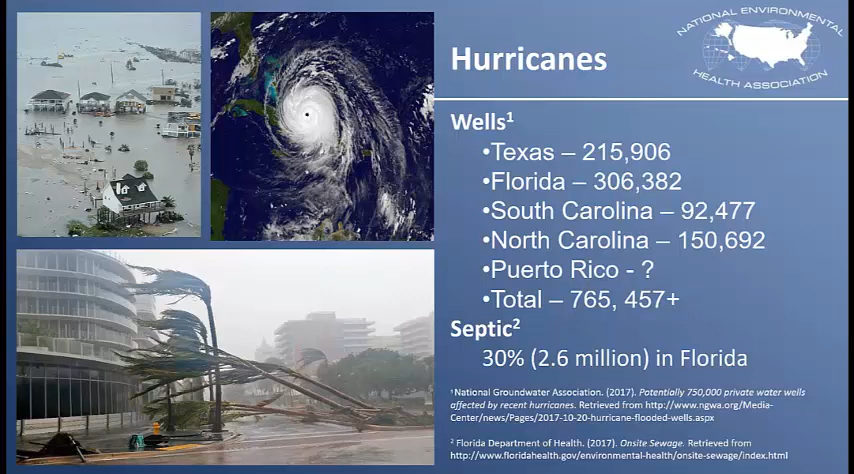 NATIONAL ENVIRONMENTAL
HEALTH ASSOCIATION
Hurricanes
Wells1
•Texas – 215,906
•Florida – 306,382
•South Carolina – 92,477
•North Carolina – 150,692
•Puerto Rico - ?
•Total – 765, 457+
Septic2
30% (2.6 million) in Florida
1National Groundwater Association. (2017). Potentially 750,000 private water wells
affected by recent hurricanes. Retrieved from http://www.ngwa.org/Media-
Center/news/Pages/2017-10-20-hurricane-flooded-wells.aspx
2 Florida Department of Health. (2017). Onsite Sewage. Retrieved from
http://www.floridahealth.gov/environmental-health/onsite-sewage/index.html